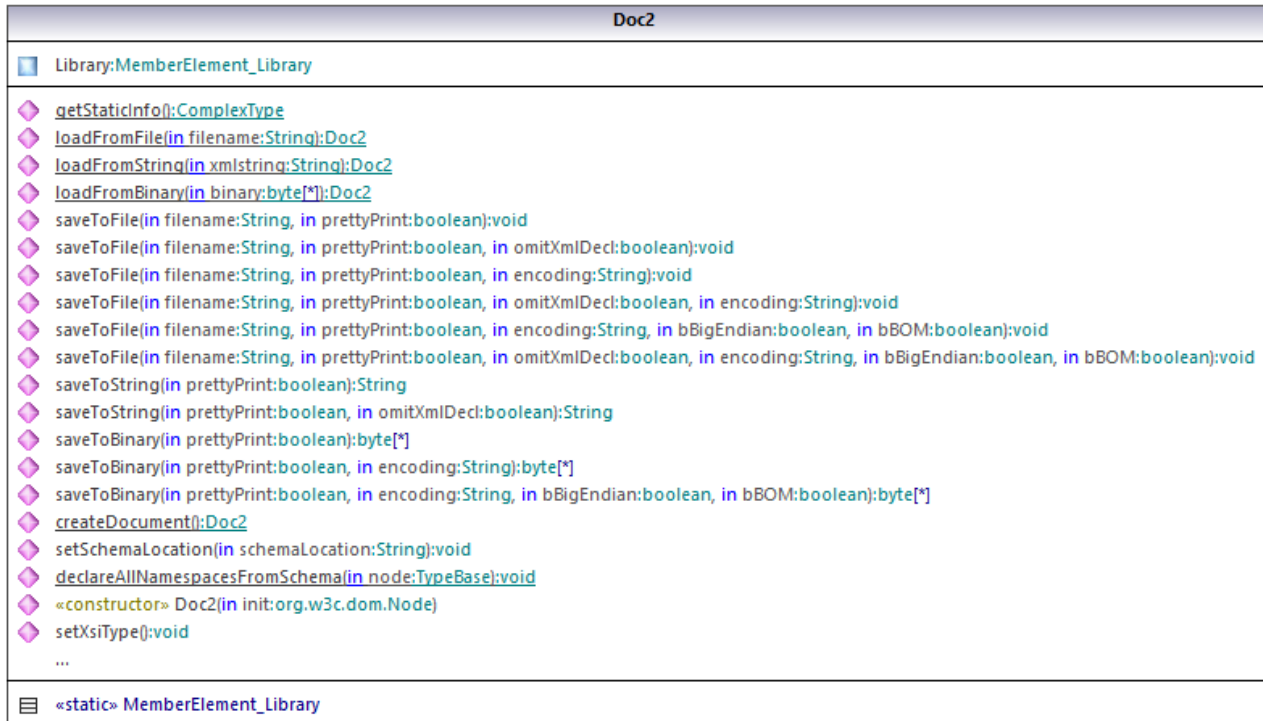 Doc2
Library:MemberElement_Library
getStaticInfo():ComplexType
loadFromFile(in filename:String):Doc2
loadFromString(in xmlstring:String):Doc2
loadFromBinary(in binary:byte[*]):Doc2
saveToFile(in filename:String, in prettyPrint:boolean):void
saveToFile(in filename:String, in prettyPrint:boolean, in omitXmlDecl:boolean):void
saveToFile(in filename:String, in prettyPrint:boolean, in encoding:String):void
saveToFile(in filename:String, in prettyPrint:boolean, in omitXmlDecl:boolean, in encoding:String):void
saveToFile(in filename:String, in prettyPrint:boolean, in encoding:String, in bBigEndian:boolean, in bBOM:boolean):void
saveToFile(in filename:String, in prettyPrint:boolean, in omitXmlDecl:boolean, in encoding:String, in bBigEndian:boolean, in bBOM:boolean):void
saveToString(in prettyPrint:boolean):String
saveToString(in prettyPrint:boolean, in omitXmlDecl:boolean):String
saveToBinary(in prettyPrint:boolean):byte[*]
saveToBinary(in prettyPrint:boolean, in encoding:String):byte[*]
saveToBinary(in prettyPrint:boolean, in encoding:String, in bBigEndian:boolean, in bBOM:boolean):byte[*]
createDocument():Doc2
setSchemaLocation(in schemaLocation:String):void
declareAllNamespacesFromSchema(in node:TypeBase):void
«constructor» Doc2(in init:org.w3c.dom.Node)
setXsiType():void
...
«static» MemberElement_Library